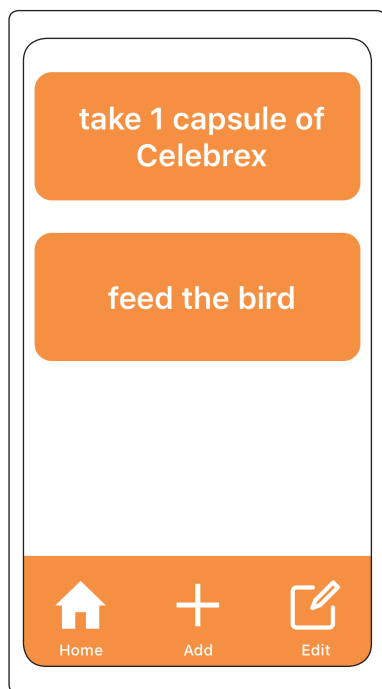 take 1 capsule of
Celebrex
feed the bird
Home
Add
Edit